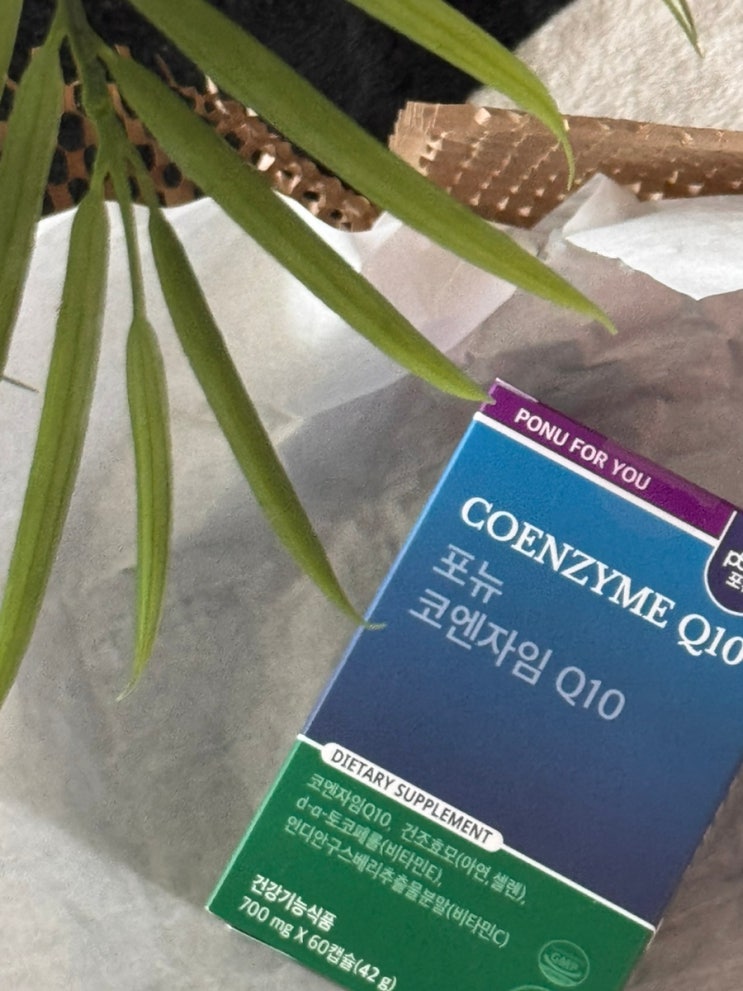 PONU FOR YOU
COENZYME Q10
포뉴
코엔자임 Q10
DIETARY SUPPLEMENT
코엔자임Q10, 건조효모(아연, 셀렌),
d-α-토코페롤(비타민E),
인디안구스베리추출물분말(비타민C)
건강기능식품
700 mg X 60캡슐(42 g)
GMP